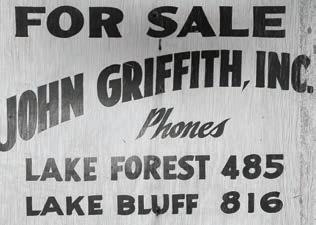 FOR SALE
JOHN GRIFFITH, INC.
Phones
LAKE FOREST 485
LAKE BLUFF 816